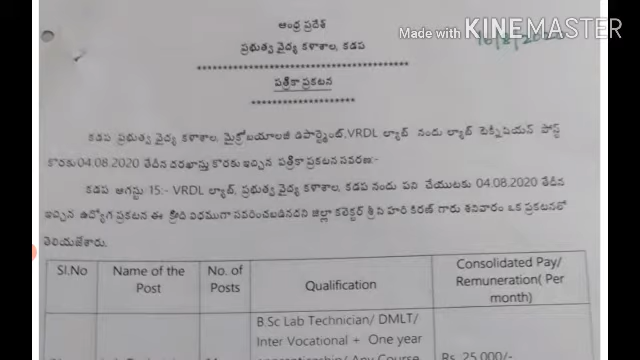 ఆంధ్ర ప్రదేశ్
Made with KINEMASTER
ప్రభుత్వ వైద్య కళాశాల, కడప
పత్రికా ప్రకటన
కడప ప్రభుత్వ వైద్య కళాశాల, మైక్రోబయాలజీ డిపార్ట్మెంట్,VRDL ల్యాబ్ నందు ల్యాబ్ టెక్నీషియన్ పోస్ట్
కొరకు 04.08.2020 తేదీన దరఖాస్తు కొరకు ఇచ్చిన పత్రికా ప్రకటన సవరణ:-
కడప ఆగస్టు 15:- VRDL ల్యాబ్, ప్రభుత్వ వైద్య కళాశాల, కడప నందు పని చేయుటకు 04.08.2020 తేదీన
ఇచ్చిన ఉద్యోగ ప్రకటన ఈ క్రింది విధముగా సవరించబడినదని జిల్లా కలెక్టర్ శ్రీ సి హరి కిరణ్ గారు శనివారం ఒక ప్రకటనలో
తెలియజేశారు.
Sl.No Name of the Post No. of Posts Qualification Consolidated Pay/ Remuneration( Per month)
B.Sc Lab Technician/ DMLT/
Inter Vocational + One year
Rs. 25,000/-